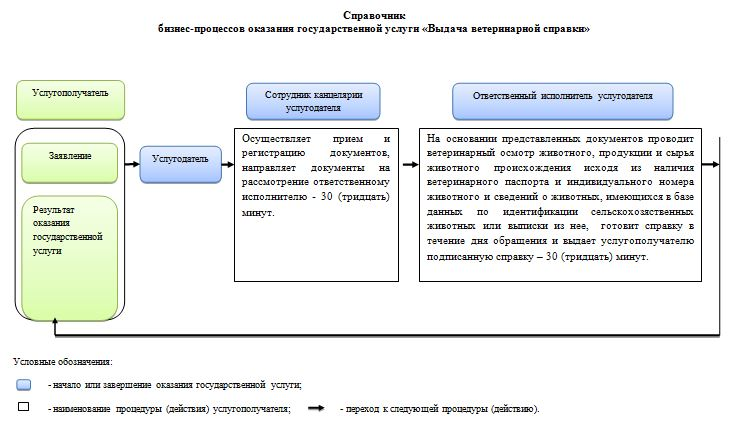 Справочник
бизнес-процессов оказания государственной услуги «Выдача ветеринарной справки»
Услугополучатель
Сотрудник канцелярии
услугодателя
Ответственный исполнитель услугодателя
Заявление
Результат
оказания
государственной
услуги
Услугодатель
Осуществляет прием и
регистрацию документов,
направляет документы на
рассмотрение ответственному
исполнителю - 30 (тридцать)
минут.
На основании представленных документов проводит
ветеринарный осмотр животного, продукции и сырья
животного происхождения исходя из наличия
ветеринарного паспорта и индивидуального номера
животного и сведений о животных, имеющихся в базе
данных по идентификации сельскохозяственных
животных или выписки из нее, готовит справку в
течение дня обращения и выдает услугополучателю
подписанную справку – 30 (тридцать) минут.
Условные обозначения:
- начало или завершение оказания государственной услуги;
- наименование процедуры (действия) услугополучателя;
- переход к следующей процедуры (действию).